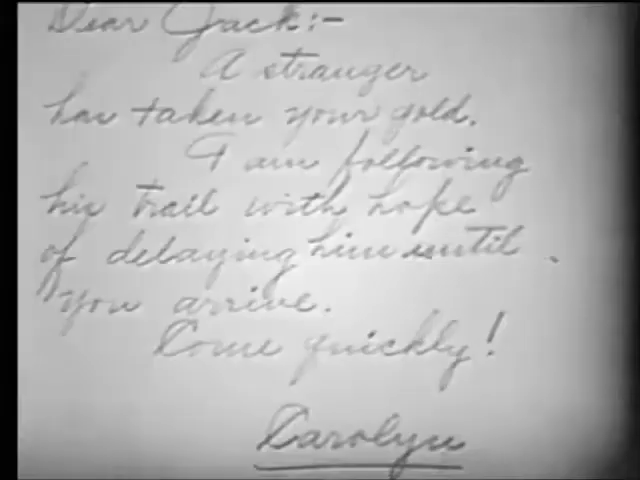 Dear Jack:-
A stranger
has taken your gold.
I am following
his trail with hope
of delaying him until
you arrive.
Come quickly!
Carolyn